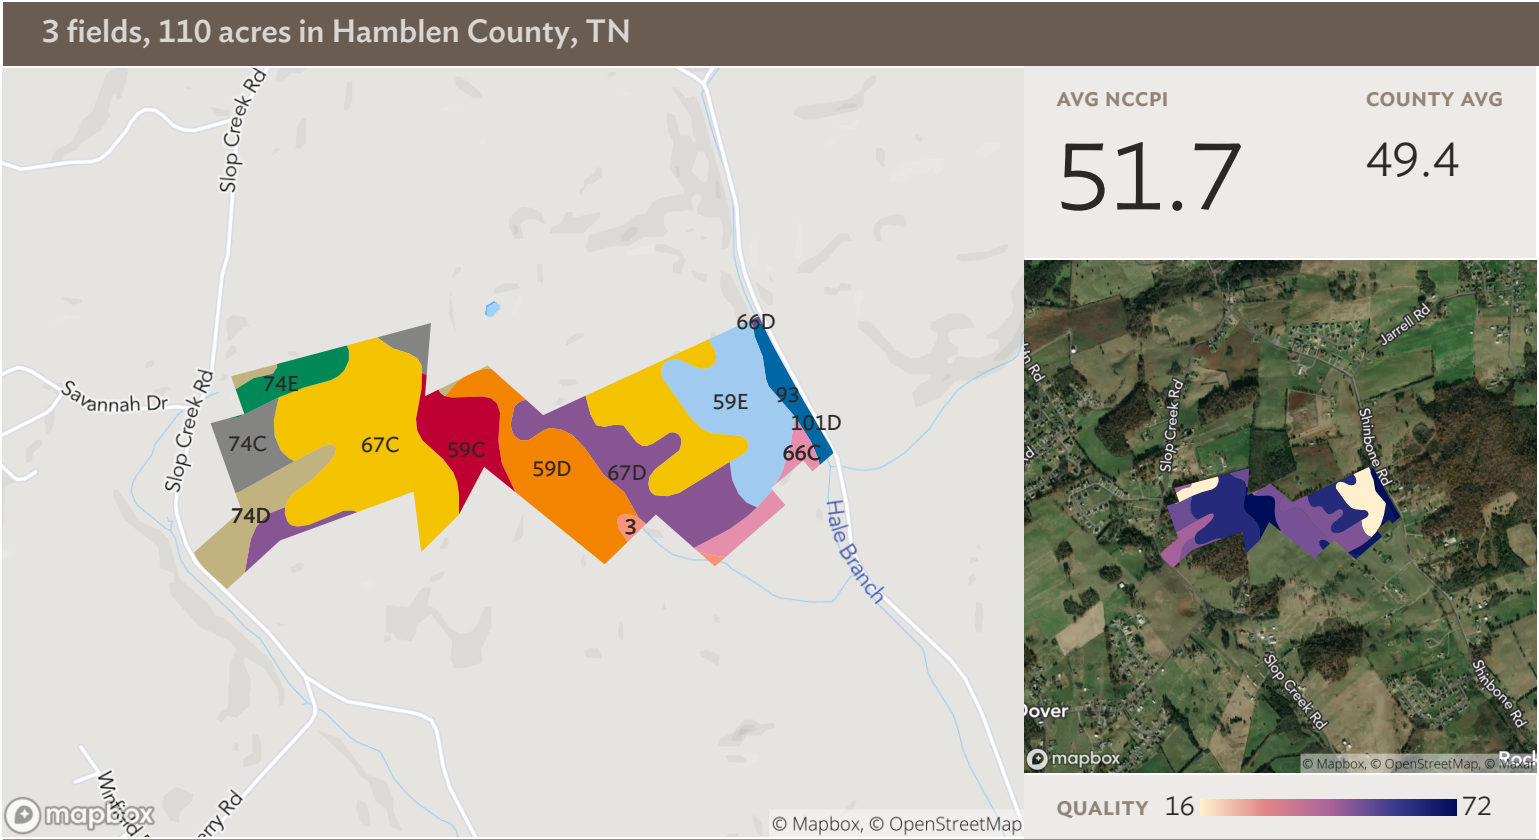 3 fields, 110 acres in Hamblen County, TN
Slop Creek Rd
Savannah Dr
Slop Creek Rd
74E
74C
67C
59C
59D
67D
74D
3
59E
66D
93
101D
66C
Hale Branch
erry Rd
mapbox
© Mapbox, © OpenStreetMap
AVG NCCPI
51.7
COUNTY AVG
49.4
Jarrell Rd
Slop Creek Rd
Shinbone Rd
Slop Creek Rd
Shinbone Rd
Dover
mapbox
© Mapbox, © OpenStreetMap, © Maxar
QUALITY 16 72